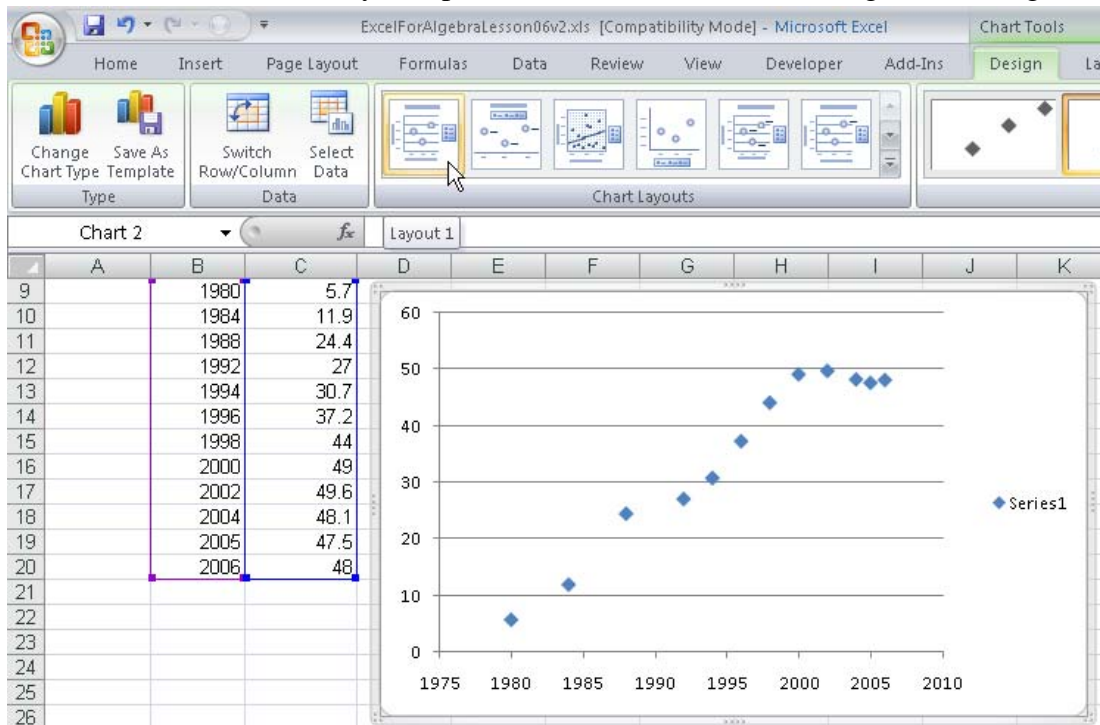 ExcelForAlgebraLesson06v2.xls [Compatibility Mode] - Microsoft Excel Chart Tools
Home Insert Page Layout Formulas Data Review View Developer Add-Ins Design La
Change Save As Switch Select
Chart Type Template Row/Column Data
Type Data Chart Layouts
Chart 2 fx Layout 1
A B C D E F G H I J K
9 1980 5.7
10 1984 11.9
11 1988 24.4
12 1992 27
13 1994 30.7
14 1996 37.2
15 1998 44
16 2000 49
17 2002 49.6
18 2004 48.1
19 2005 47.5
20 2006 48
21
22
23
24
25
26
60
50
40
30
20
10
0
1975 1980 1985 1990 1995 2000 2005 2010
Series1